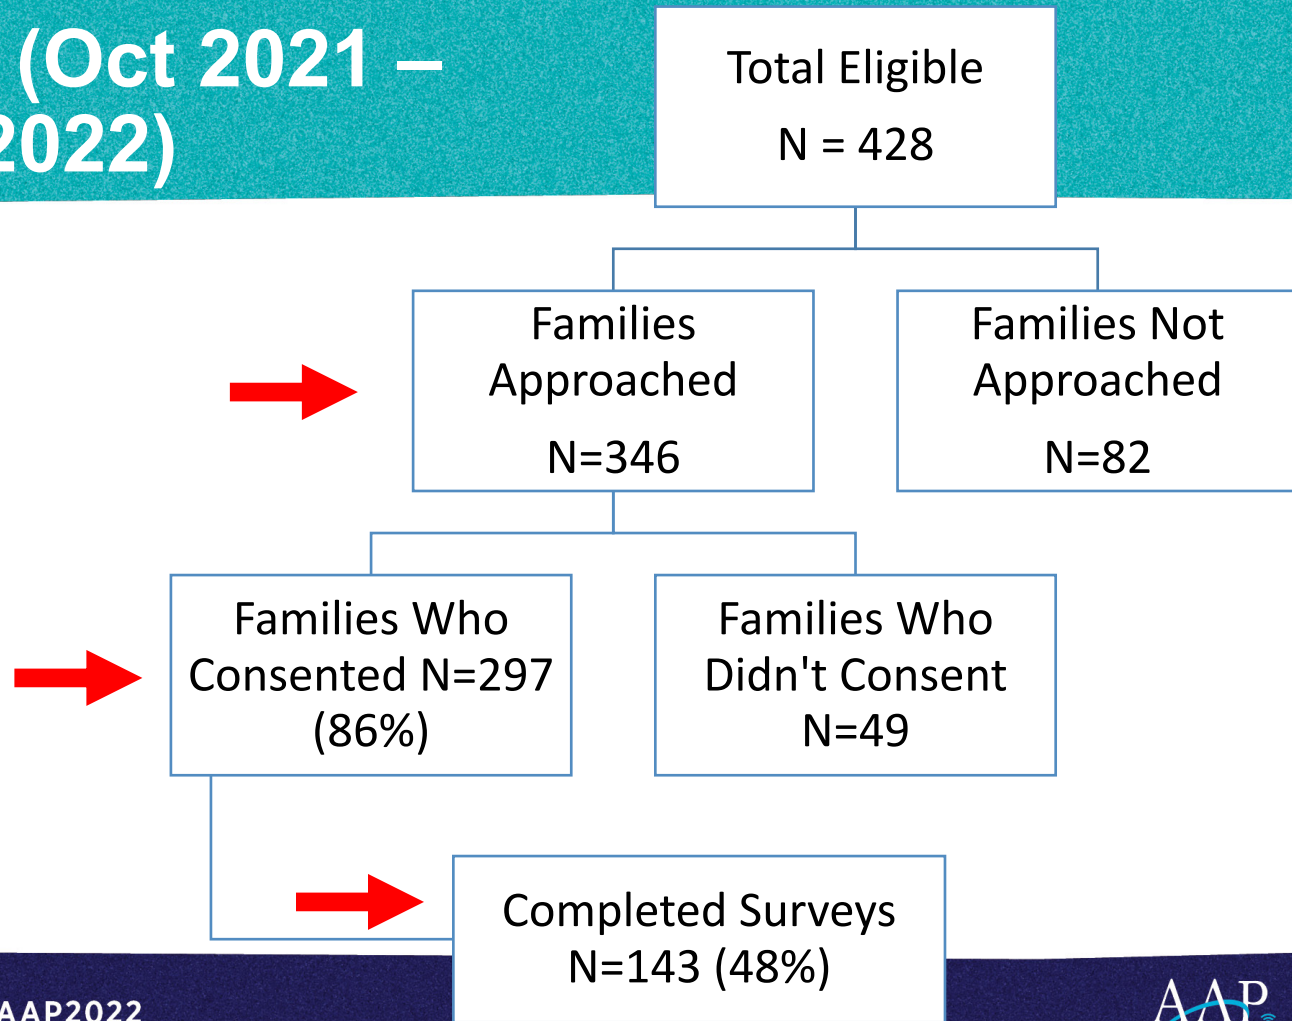 (Oct 2021 –
2022)
Total Eligible
N = 428
Families
Approached
N=346
Families Not
Approached
N=82
Families Who
Consented N=297
(86%)
Families Who
Didn't Consent
N=49
Completed Surveys
N=143 (48%)
AAP2022
AAP